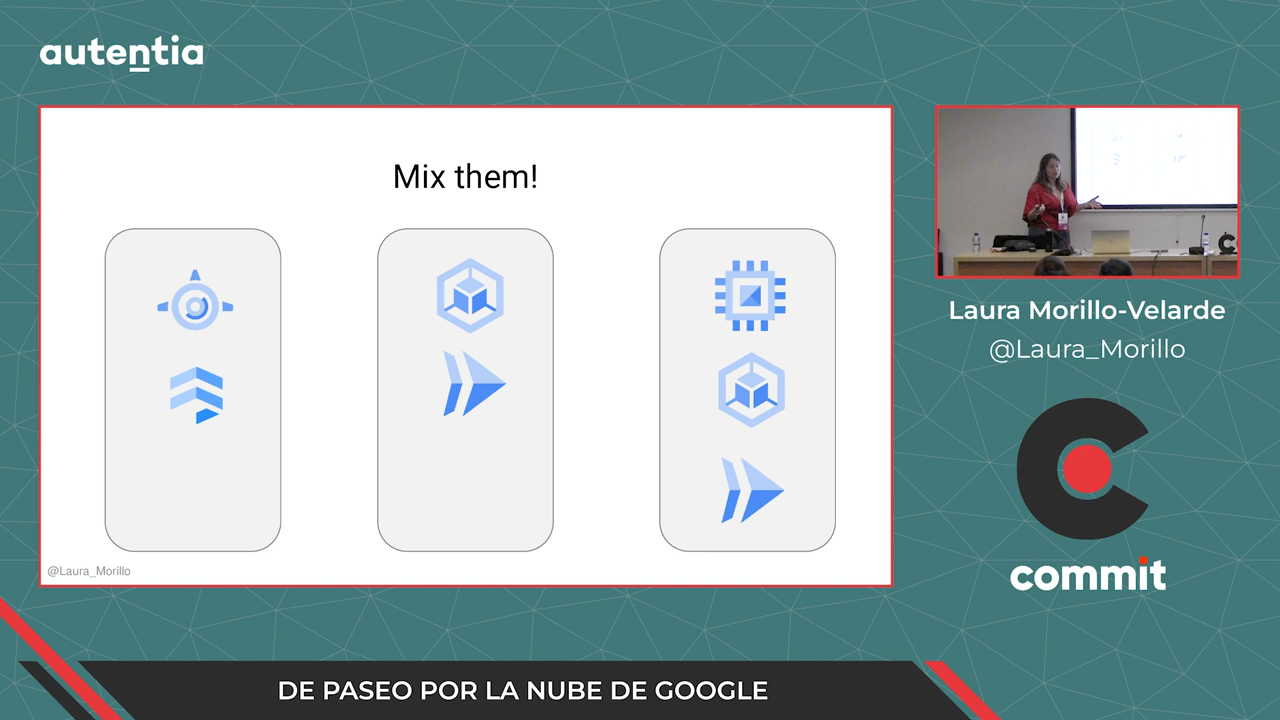 autentia
Mix them!
@Laura_Morillo
Laura Morillo-Velarde
@Laura_Morillo
commit
DE PASEO POR LA NUBE DE GOOGLE